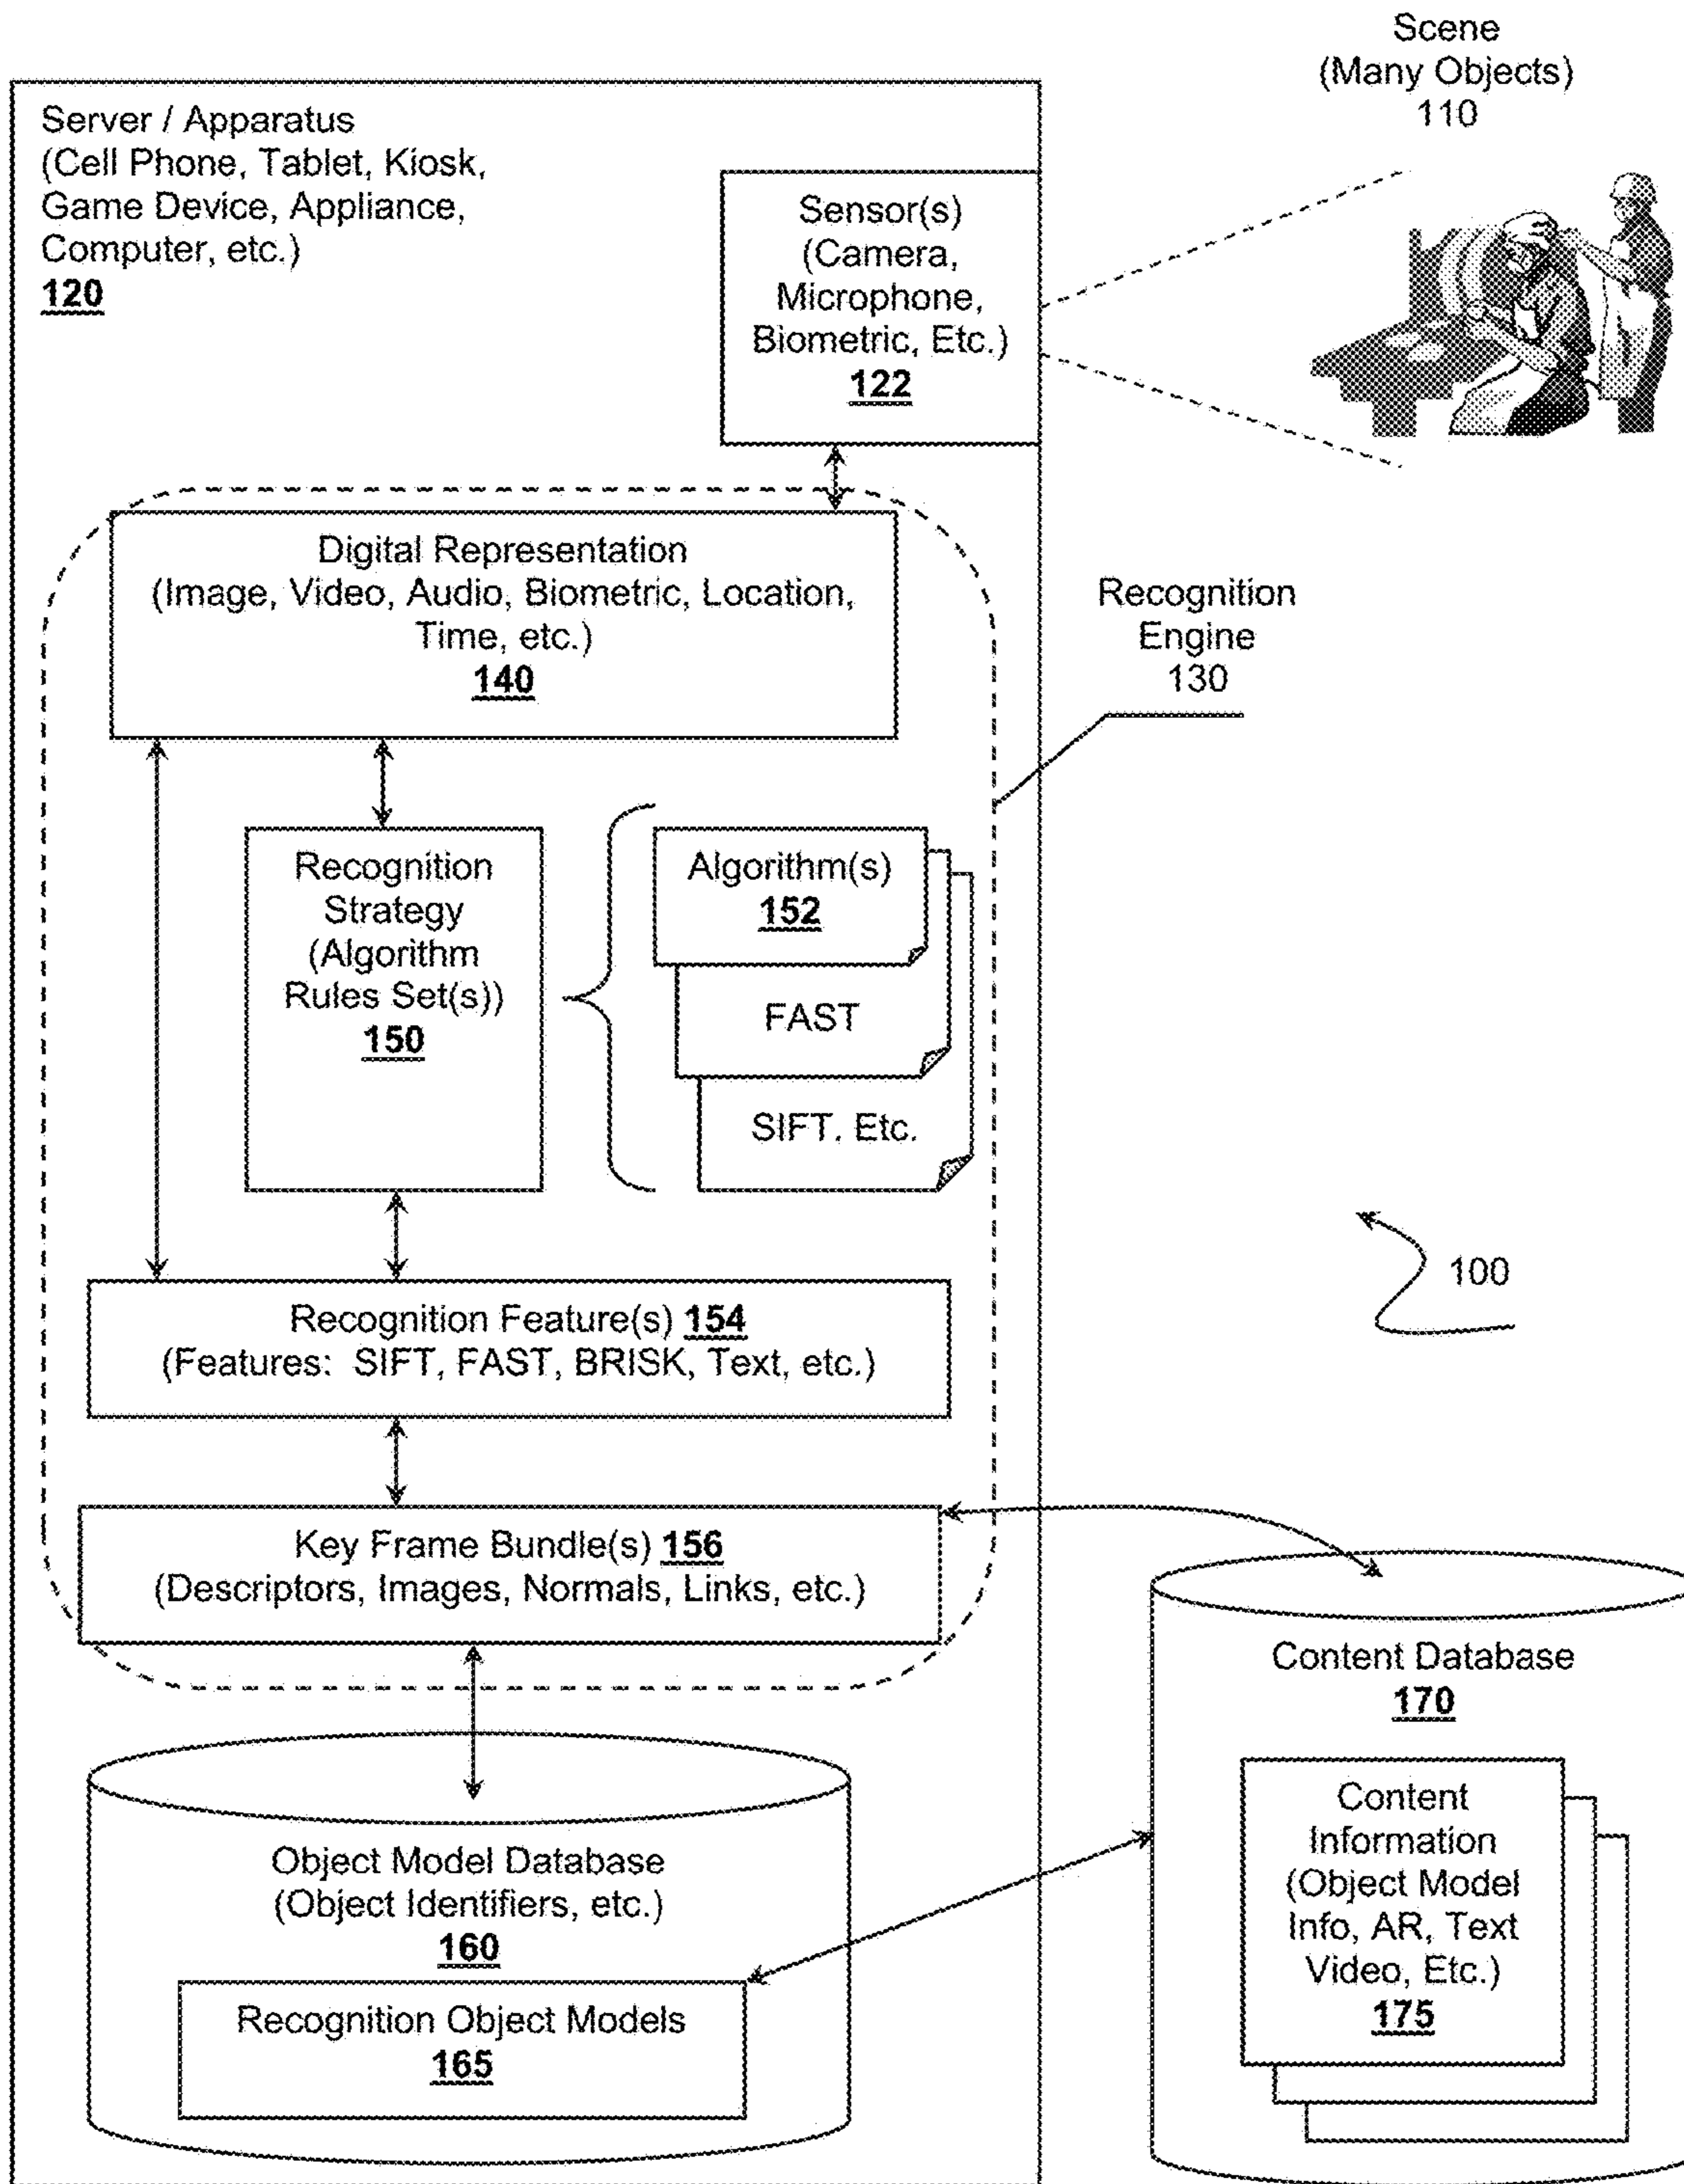 Scene
(Many Objects)
110
Server / Apparatus
(Cell Phone, Tablet, Kiosk,
Game Device, Appliance,
Computer, etc.)
120
Sensor(s)
(Camera,
Microphone,
Biometric, Etc.)
122
Digital Representation
(Image, Video, Audio, Biometric, Location,
Time, etc.)
140
Recognition
Engine
130
Recognition
Strategy
(Algorithm
Rules Set(s))
150
Algorithm(s)
152
FAST
SIFT. Etc.
100
Recognition Feature(s) 154
(Features: SIFT, FAST, BRISK, Text, etc.)
Key Frame Bundle(s) 156
(Descriptors, Images, Normals, Links, etc.)
Content Database
170
Content
Information
(Object Model
Info, AR, Text
Video, Etc.)
175
Object Model Database
(Object Identifiers, etc.)
160
Recognition Object Models
165